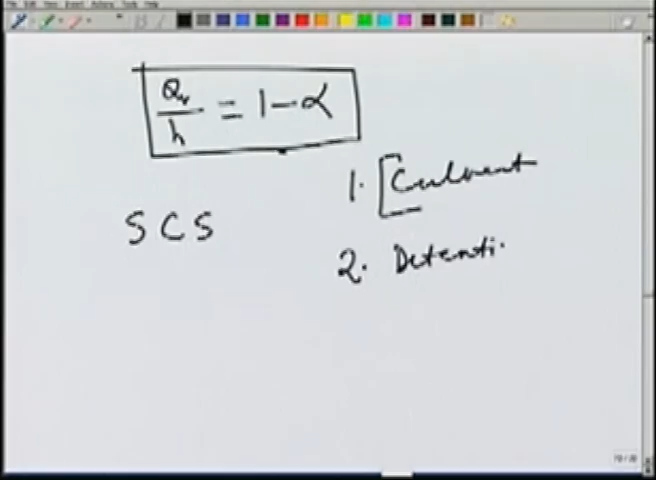 Qv/h = 1-α
1. Culvert
SCS
2. Detenti